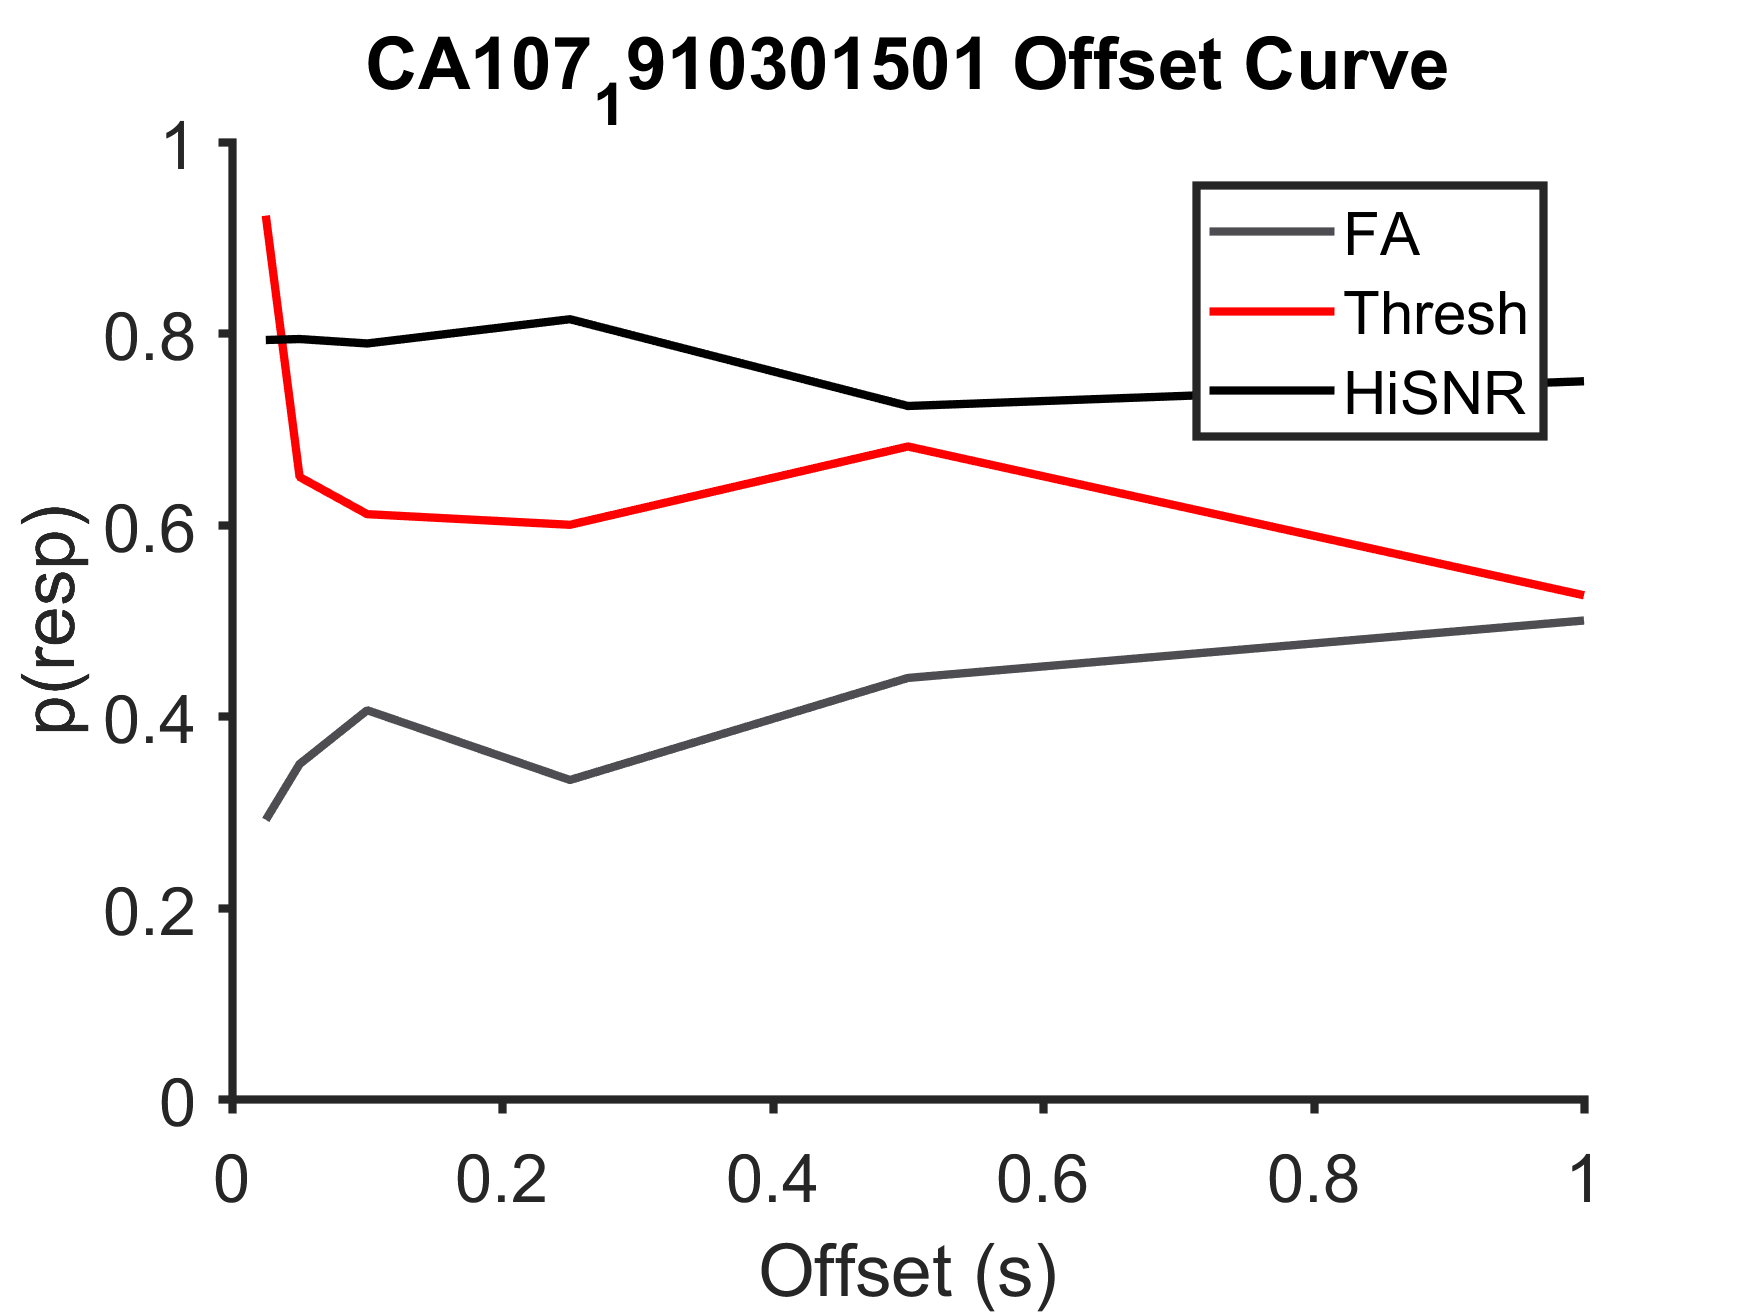 CA107₁910301501 Offset Curve
1
0.8
0.6
0.4
0.2
0
p(resp)
FA
Thresh
HiSNR
0 0.2 0.4 0.6 0.8 1
Offset (s)